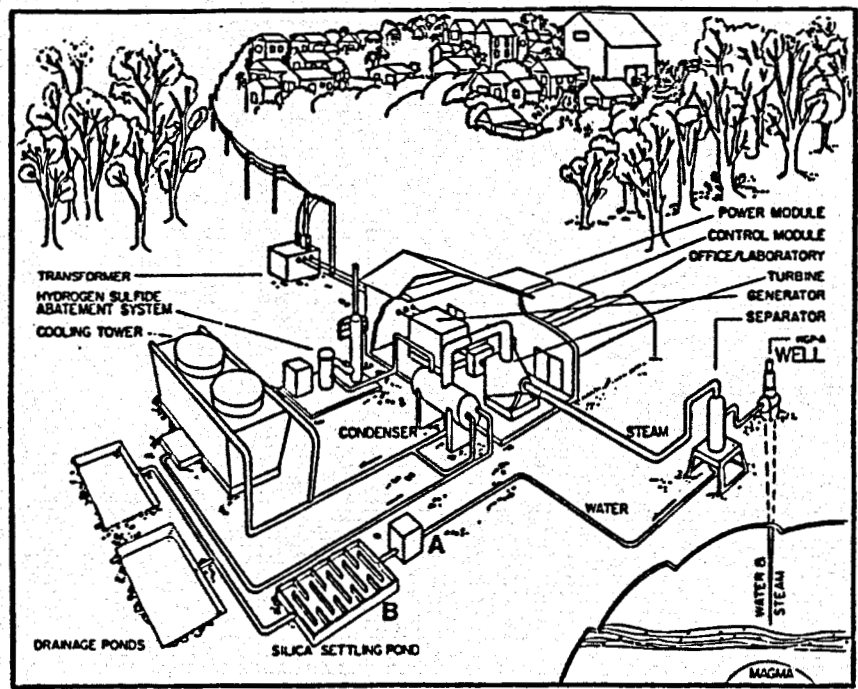 POWER MODULE
CONTROL MODULE
OFFICE/LABORATORY
TURBINE
GENERATOR
SEPARATOR
HGP-A
WELL
TRANSFORMER
HYDROGEN SULFIDE
ABATEMENT SYSTEM
COOLING TOWER
CONDENSER
STEAM
WATER
A
B
WATER &
STEAM
DRAINAGE PONDS
SILICA SETTLING POND
MAGMA